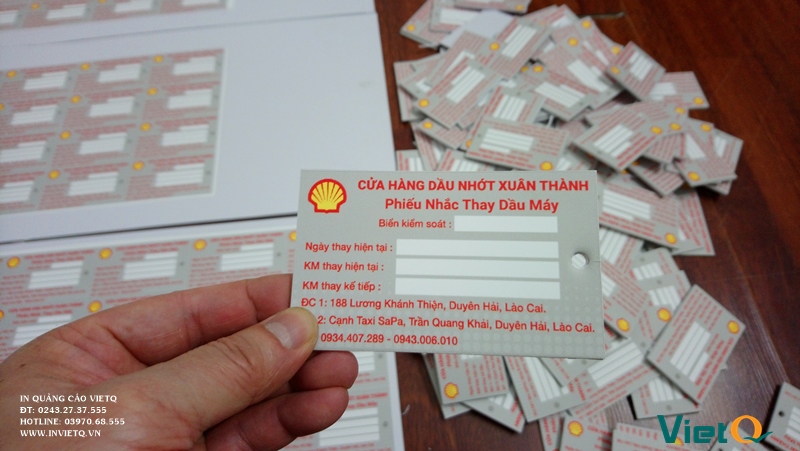 CỬA HÀNG DẦU NHỚT XUÂN THÀNH
Phiếu Nhắc Thay Dầu Máy
Biển kiểm soát :
Ngày thay hiện tại :
KM thay hiện tại :
KM thay kế tiếp :
ĐC 1: 188 Lương Khánh Thiện, Duyên Hải, Lào Cai.
2: Cạnh Taxi SaPa, Trần Quang Khải, Duyên Hải, Lào Cai.
0934.407.289 - 0943.006.010
IN QUẢNG CÁO VIETQ
ĐT: 0243.27.37.555
HOTLINE: 03970.68.555
WWW.INVIETQ.VN
VietQ